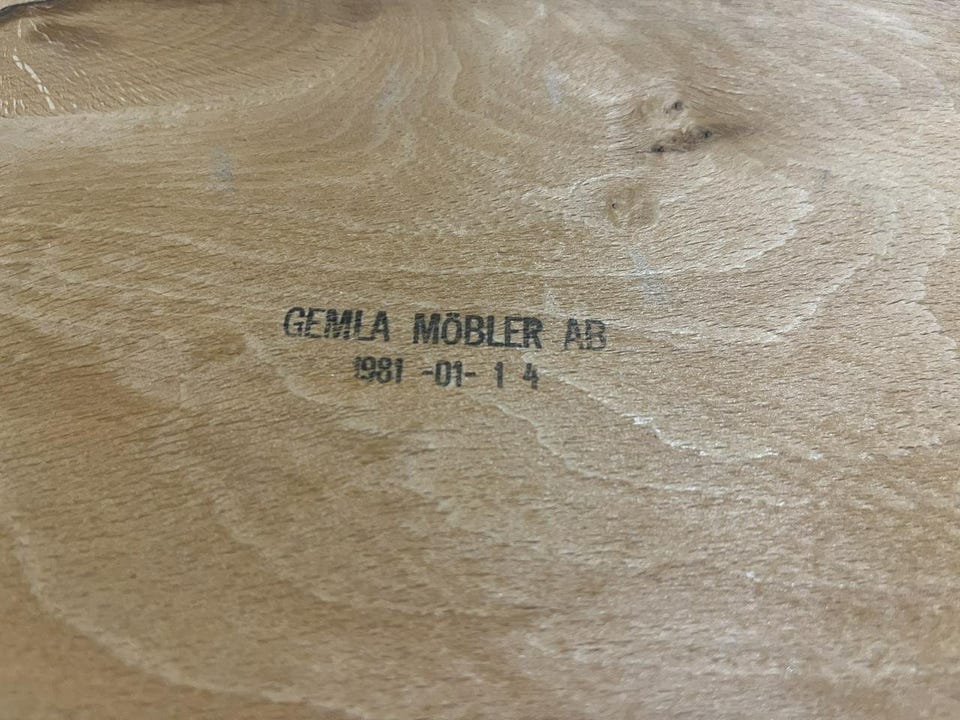 GEMLA MÖBLER AB
1981 -01- 1 4